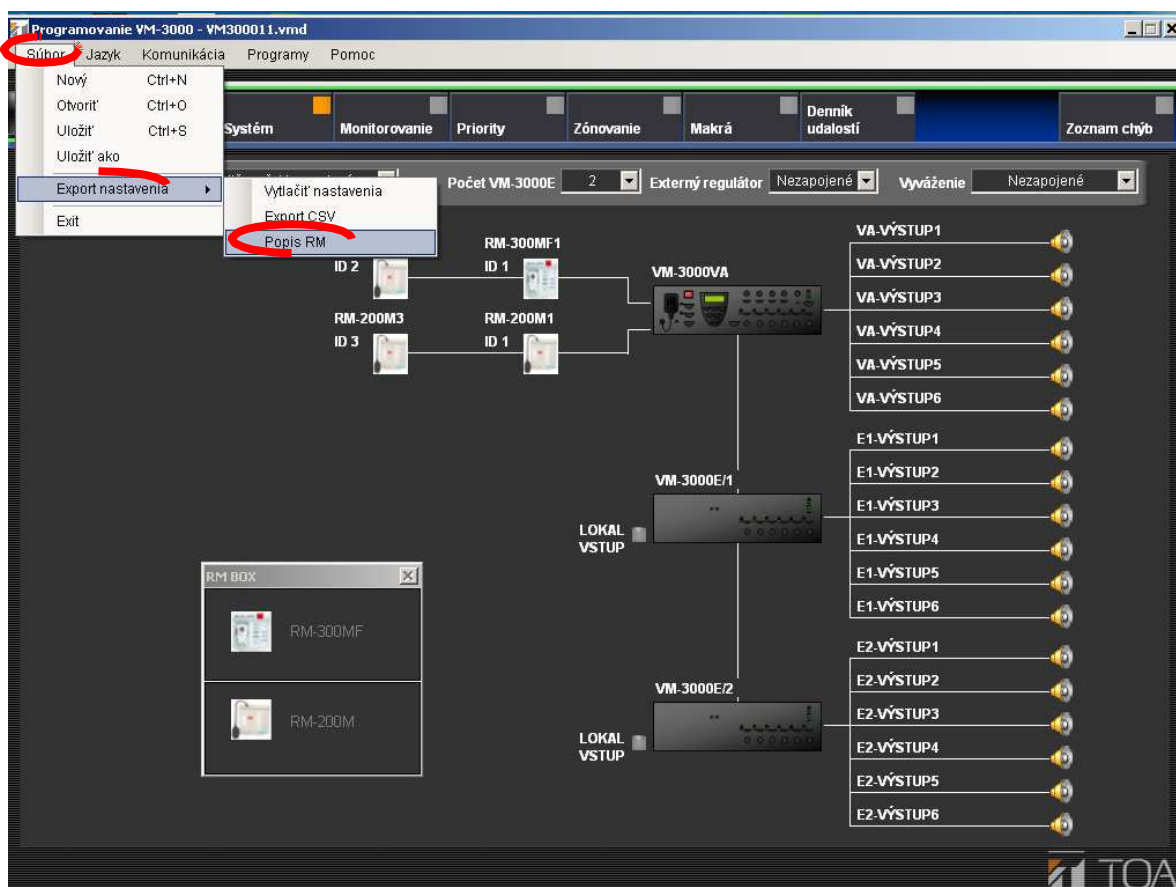 Programovanie VM-3000 - VM300011.vmd
Súbor Jazyk Komunikácia Programy Pomoc
Nový Ctrl+N
Otvoriť Ctrl+O
Uložiť Ctrl+S
Uložiť ako
Export nastavenia
Exit
Vytlačiť nastavenia
Export CSV
Popis RM
Systém Monitorovanie Priority Zónovanie Makrá Denník
udalostí
Zoznam chýb
Počet VM-3000E 2 Externý regulátor Nezapojené Vyváženie Nezapojené
ID 2
RM-300MF1
ID 1
RM-200M3
ID 3
RM-200M1
ID 1
VM-3000VA
VA-VÝSTUP1
VA-VÝSTUP2
VA-VÝSTUP3
VA-VÝSTUP4
VA-VÝSTUP5
VA-VÝSTUP6
VM-3000E/1
LOKAL
VSTUP
E1-VÝSTUP1
E1-VÝSTUP2
E1-VÝSTUP3
E1-VÝSTUP4
E1-VÝSTUP5
E1-VÝSTUP6
RM BOX
RM-300MF
RM-200M
VM-3000E/2
LOKAL
VSTUP
E2-VÝSTUP1
E2-VÝSTUP2
E2-VÝSTUP3
E2-VÝSTUP4
E2-VÝSTUP5
E2-VÝSTUP6
TOA